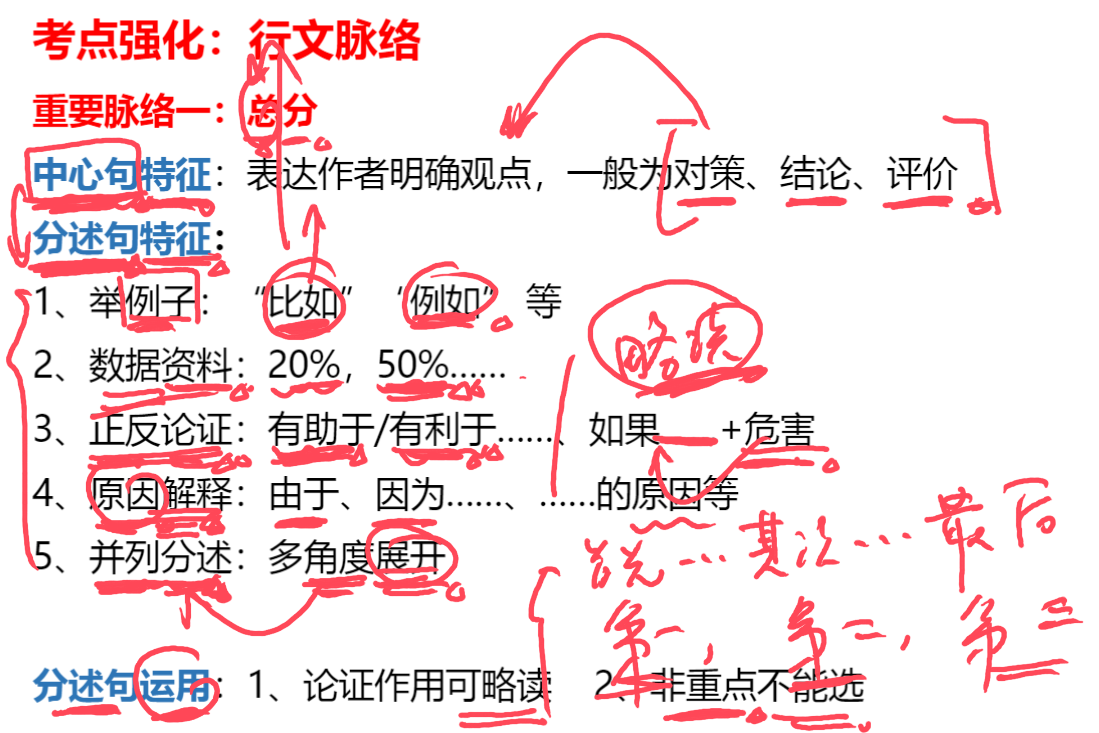 考点强化：行文脉络
重要脉络一：总分
中心句特征：表达作者明确观点，一般为对策、结论、评价
分述句特征：
1、举例子：“比如”“例如”等
2、数据资料：20%，50%……
略读
3、正反论证：有助于/有利于……、如果 +危害
4、原因解释：由于、因为……、……的原因等
5、并列分述：多角度展开
首先…其次…最后
第一，第二，第三
分述句运用：1、论证作用可略读 2、非重点不能选